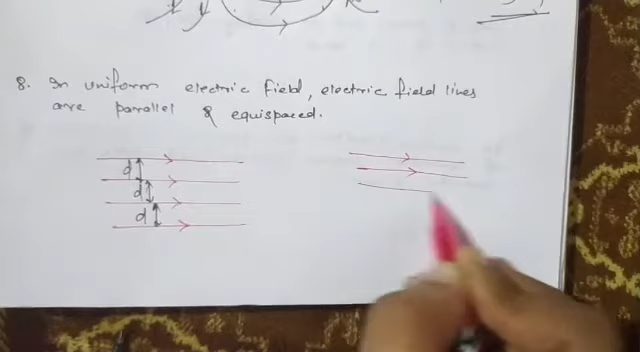 8. In uniform electric field, electric field lines
are parallel & equispaced.
d
d
d